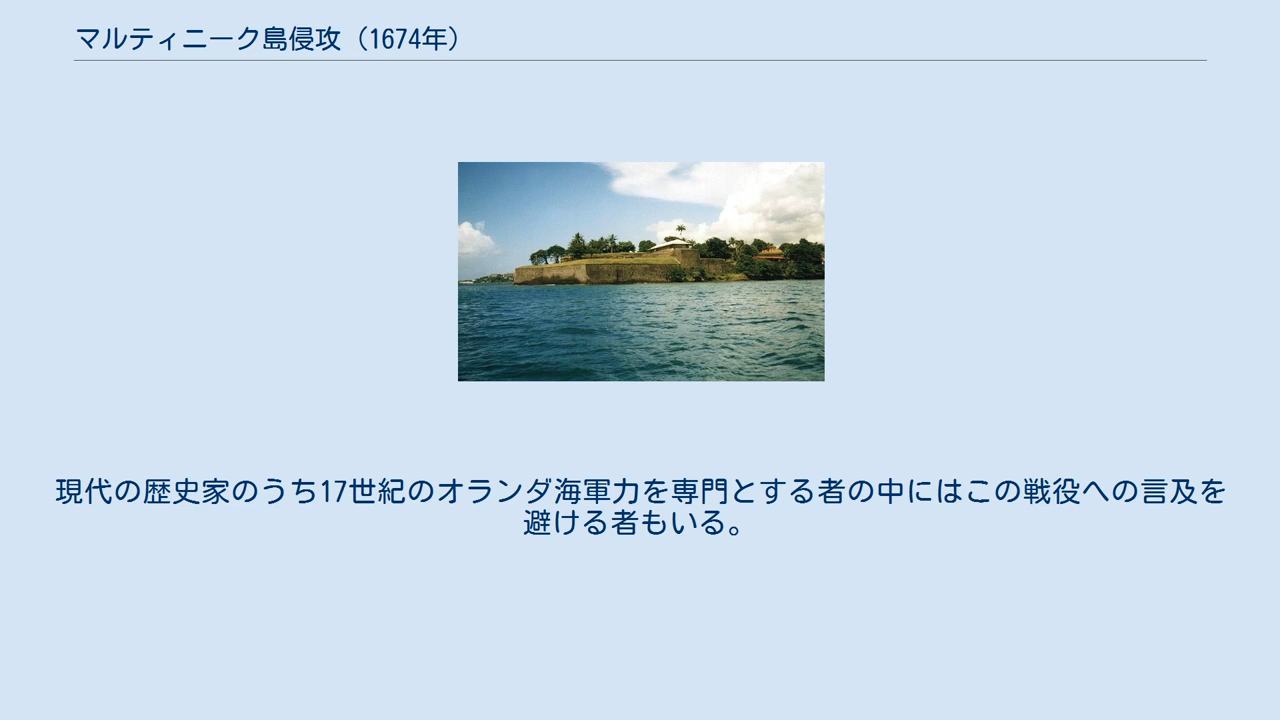 マルティニーク島侵攻（1674年）
現代の歴史家のうち17世紀のオランダ海軍力を専門とする者の中にはこの戦役への言及を
避ける者もいる。